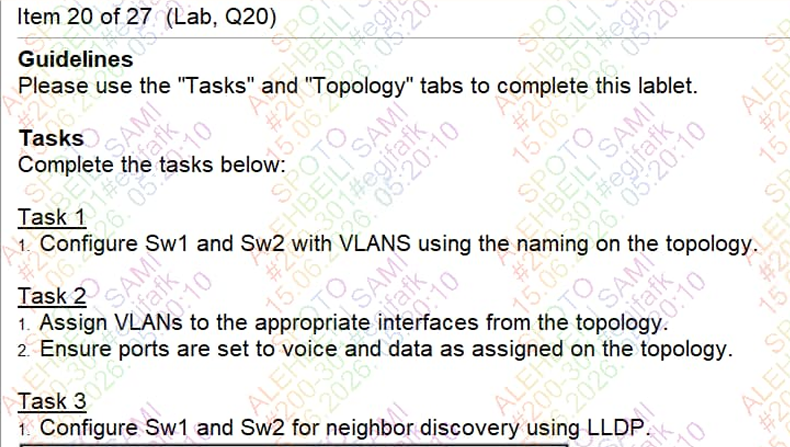 Item 20 of 27  (Lab, Q20)
Guidelines
Please use the "Tasks" and "Topology" tabs to complete this lablet.
Tasks
Complete the tasks below:
Task 1
1. Configure Sw1 and Sw2 with VLANS using the naming on the topology.
Task 2
1. Assign VLANs to the appropriate interfaces from the topology.
2. Ensure ports are set to voice and data as assigned on the topology.
Task 3
1. Configure Sw1 and Sw2 for neighbor discovery using LLDP.